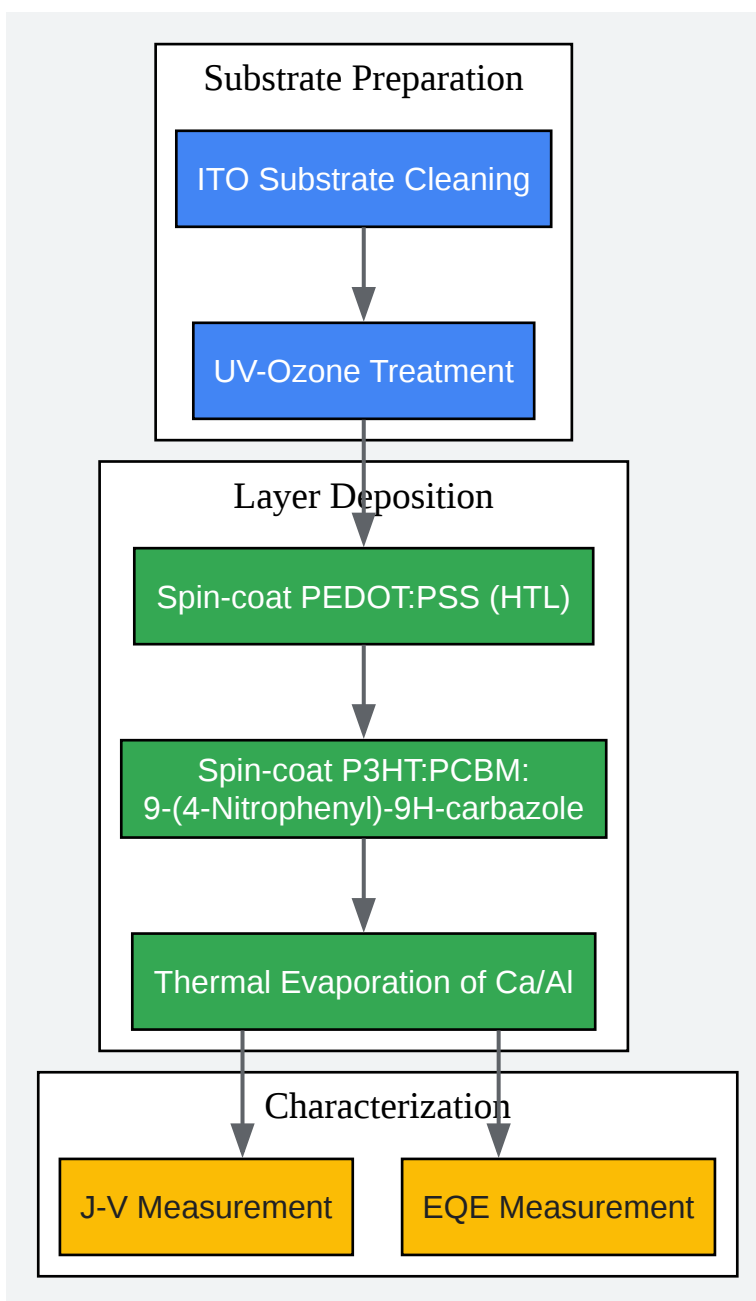 Substrate Preparation
ITO Substrate Cleaning
UV-Ozone Treatment
Layer Deposition
Spin-coat PEDOT:PSS (HTL)
Spin-coat P3HT:PCBM:
9-(4-Nitrophenyl)-9H-carbazole
Thermal Evaporation of Ca/Al
Characterization
J-V Measurement
EQE Measurement